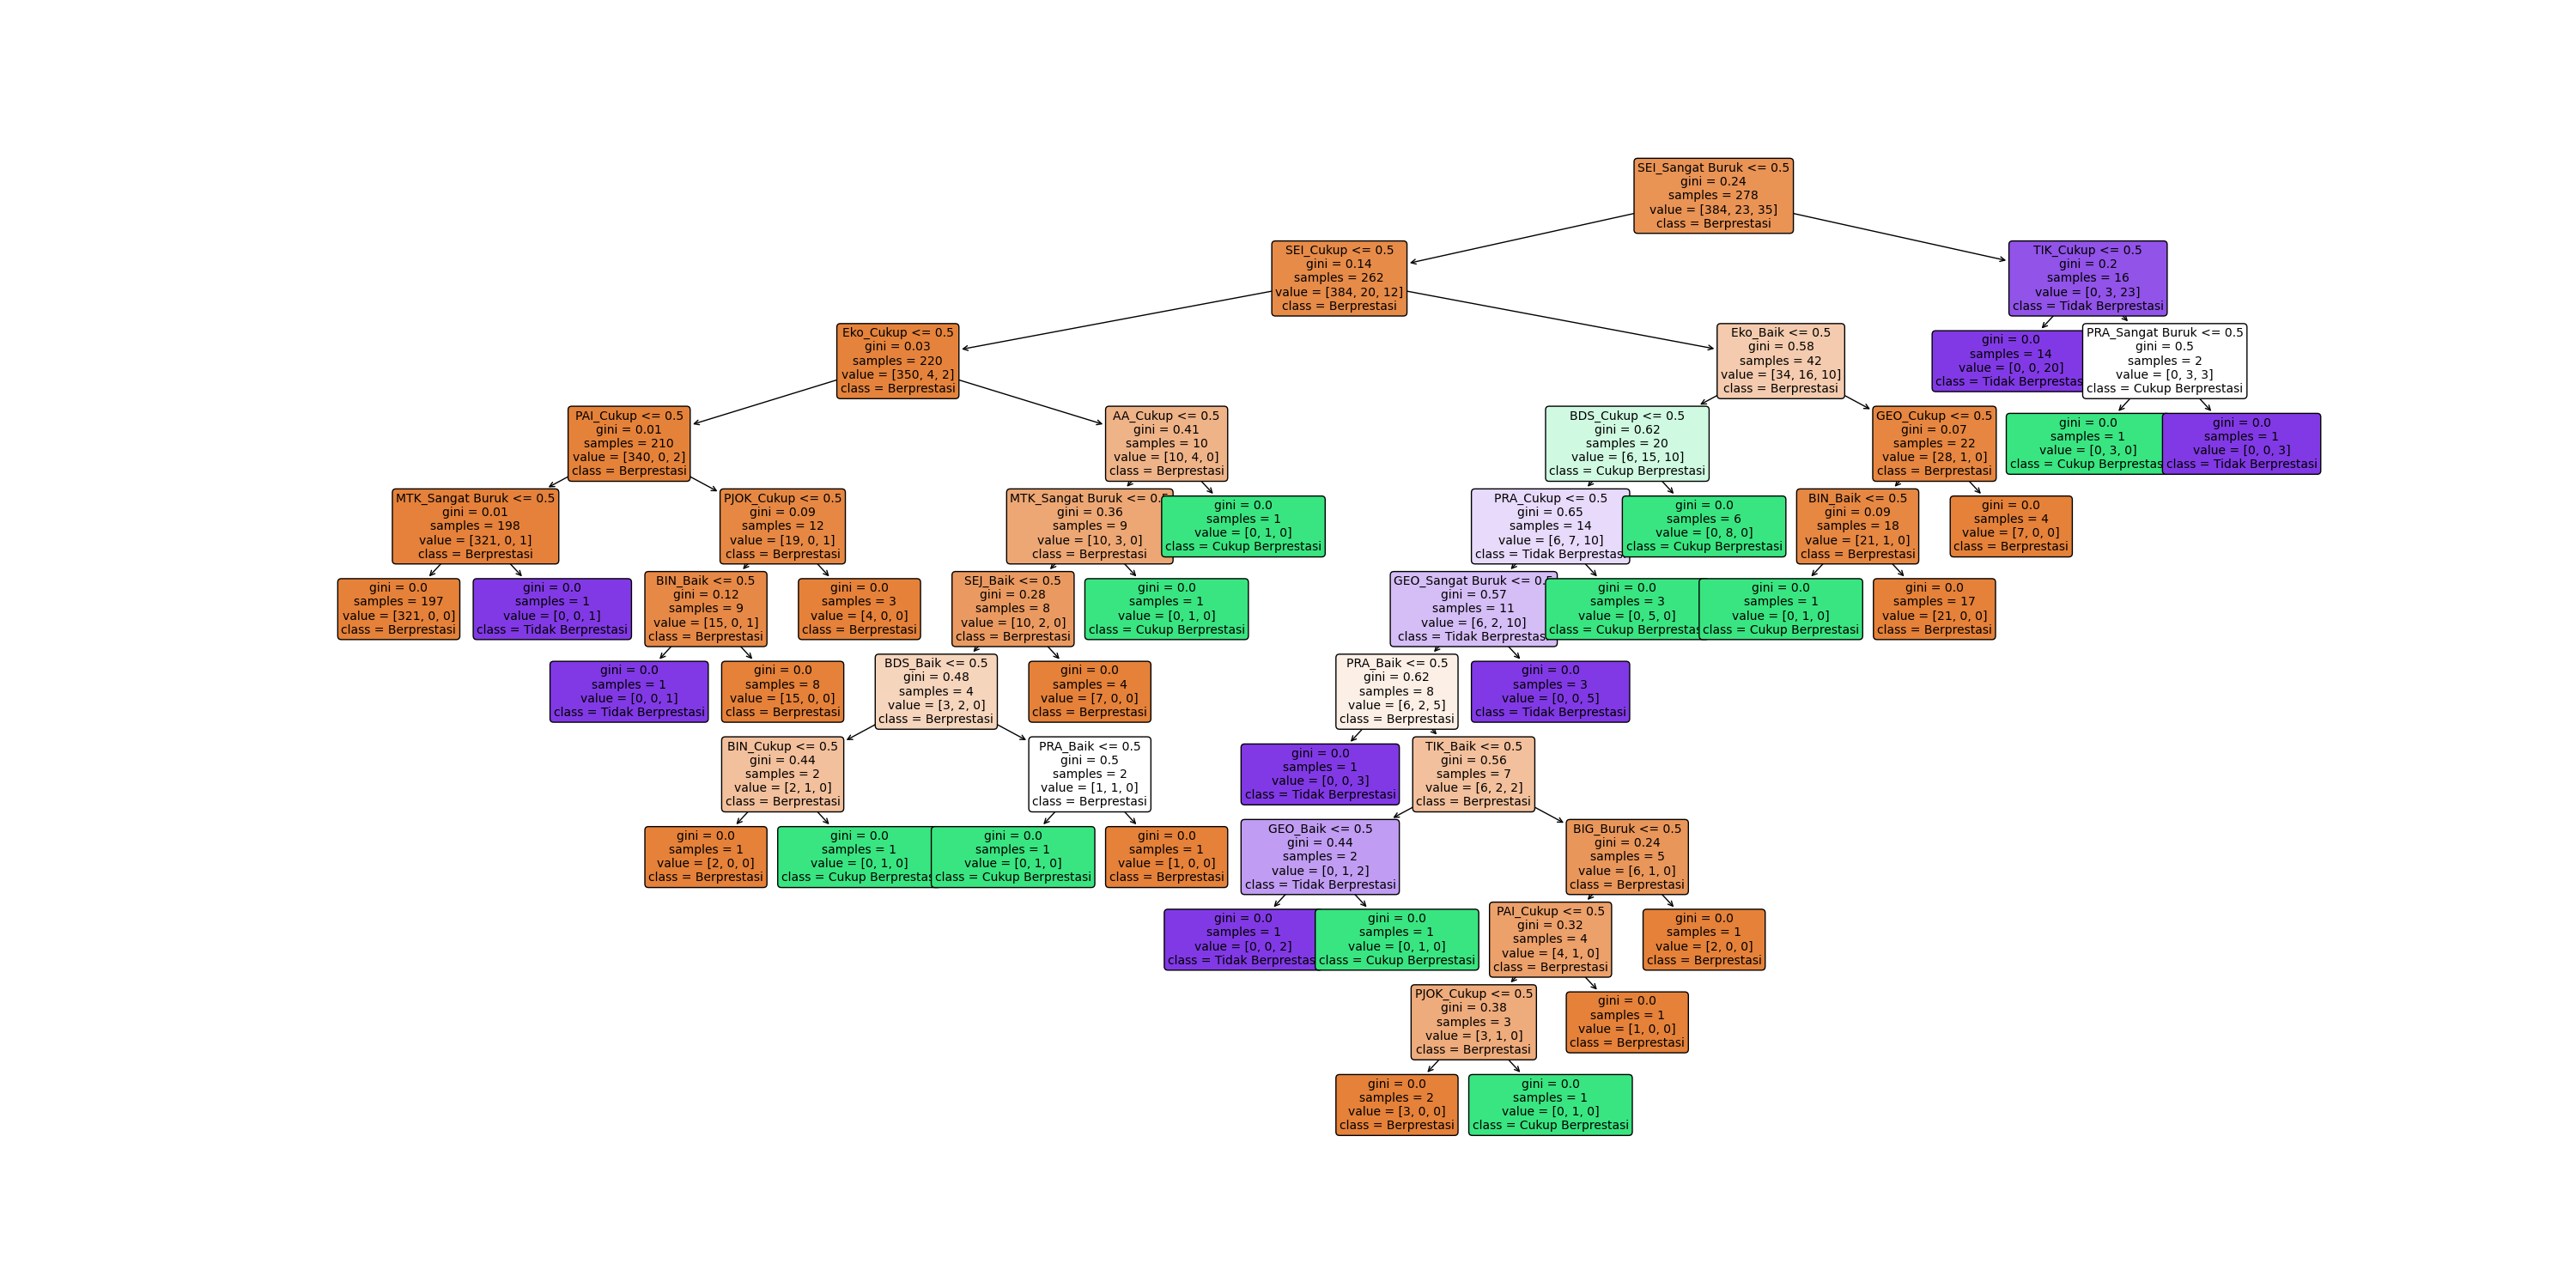 SEI_Sangat Buruk <= 0.5
gini = 0.24
samples = 278
value = [384, 23, 35]
class = Berprestasi
SEI_Cukup <= 0.5
gini = 0.14
samples = 262
value = [384, 20, 12]
class = Berprestasi
TIK_Cukup <= 0.5
gini = 0.2
samples = 16
value = [0, 3, 23]
class = Tidak Berprestasi
Eko_Cukup <= 0.5
gini = 0.03
samples = 220
value = [350, 4, 2]
class = Berprestasi
Eko_Baik <= 0.5
gini = 0.58
samples = 42
value = [34, 16, 10]
class = Berprestasi
gini = 0.0
samples = 14
value = [0, 0, 20]
class = Tidak Berprestas
PRA_Sangat Buruk <= 0.5
gini = 0.5
samples = 2
value = [0, 3, 3]
class = Cukup Berprestasi
PAI_Cukup <= 0.5
gini = 0.01
samples = 210
value = [340, 0, 2]
class = Berprestasi
AA_Cukup <= 0.5
gini = 0.41
samples = 10
value = [10, 4, 0]
class = Berprestasi
BDS_Cukup <= 0.5
gini = 0.62
samples = 20
value = [6, 15, 10]
class = Cukup Berprestasi
GEO_Cukup <= 0.5
gini = 0.07
samples = 22
value = [28, 1, 0]
class = Berprestasi
gini = 0.0
samples = 1
value = [0, 3, 0]
class = Cukup Berprestas
gini = 0.0
samples = 1
value = [0, 0, 3]
class = Tidak Berprestasi
MTK_Sangat Buruk <= 0.5
gini = 0.01
samples = 198
value = [321, 0, 1]
class = Berprestasi
PJOK_Cukup <= 0.5
gini = 0.09
samples = 12
value = [19, 0, 1]
class = Berprestasi
MTK_Sangat Buruk <= 0.5
gini = 0.36
samples = 9
value = [10, 3, 0]
class = Berprestasi
gini = 0.0
samples = 1
value = [0, 1, 0]
class = Cukup Berprestasi
PRA_Cukup <= 0.5
gini = 0.65
samples = 14
value = [6, 7, 10]
class = Tidak Berprestas
gini = 0.0
samples = 6
value = [0, 8, 0]
class = Cukup Berprestasi
BIN_Baik <= 0.5
gini = 0.09
samples = 18
value = [21, 1, 0]
class = Berprestasi
gini = 0.0
samples = 4
value = [7, 0, 0]
class = Berprestasi
gini = 0.0
samples = 197
value = [321, 0, 0]
class = Berprestasi
gini = 0.0
samples = 1
value = [0, 0, 1]
class = Tidak Berprestasi
BIN_Baik <= 0.5
gini = 0.12
samples = 9
value = [15, 0, 1]
class = Berprestasi
gini = 0.0
samples = 3
value = [4, 0, 0]
class = Berprestasi
SEJ_Baik <= 0.5
gini = 0.28
samples = 8
value = [10, 2, 0]
class = Berprestasi
gini = 0.0
samples = 1
value = [0, 1, 0]
class = Cukup Berprestasi
GEO_Sangat Buruk <= 0.5
gini = 0.57
samples = 11
value = [6, 2, 10]
class = Tidak Berprestas
gini = 0.0
samples = 3
value = [0, 5, 0]
class = Cukup Berprestas
gini = 0.0
samples = 1
value = [0, 1, 0]
class = Cukup Berprestasi
gini = 0.0
samples = 17
value = [21, 0, 0]
class = Berprestasi
gini = 0.0
samples = 1
value = [0, 0, 1]
class = Tidak Berprestasi
gini = 0.0
samples = 8
value = [15, 0, 0]
class = Berprestasi
BDS_Baik <= 0.5
gini = 0.48
samples = 4
value = [3, 2, 0]
class = Berprestasi
gini = 0.0
samples = 4
value = [7, 0, 0]
class = Berprestasi
PRA_Baik <= 0.5
gini = 0.62
samples = 8
value = [6, 2, 5]
class = Berprestasi
gini = 0.0
samples = 3
value = [0, 0, 5]
class = Tidak Berprestasi
BIN_Cukup <= 0.5
gini = 0.44
samples = 2
value = [2, 1, 0]
class = Berprestasi
PRA_Baik <= 0.5
gini = 0.5
samples = 2
value = [1, 1, 0]
class = Berprestasi
gini = 0.0
samples = 1
value = [0, 0, 3]
class = Tidak Berprestasi
TIK_Baik <= 0.5
gini = 0.56
samples = 7
value = [6, 2, 2]
class = Berprestasi
gini = 0.0
samples = 1
value = [2, 0, 0]
class = Berprestasi
gini = 0.0
samples = 1
value = [0, 1, 0]
class = Cukup Berprestas
gini = 0.0
samples = 1
value = [0, 1, 0]
class = Cukup Berprestasi
gini = 0.0
samples = 1
value = [1, 0, 0]
class = Berprestasi
GEO_Baik <= 0.5
gini = 0.44
samples = 2
value = [0, 1, 2]
class = Tidak Berprestasi
BIG_Buruk <= 0.5
gini = 0.24
samples = 5
value = [6, 1, 0]
class = Berprestasi
gini = 0.0
samples = 1
value = [0, 0, 2]
class = Tidak Berprestas
gini = 0.0
samples = 1
value = [0, 1, 0]
class = Cukup Berprestasi
PAI_Cukup <= 0.5
gini = 0.32
samples = 4
value = [4, 1, 0]
class = Berprestasi
gini = 0.0
samples = 1
value = [2, 0, 0]
class = Berprestasi
PJOK_Cukup <= 0.5
gini = 0.38
samples = 3
value = [3, 1, 0]
class = Berprestasi
gini = 0.0
samples = 1
value = [1, 0, 0]
class = Berprestasi
gini = 0.0
samples = 2
value = [3, 0, 0]
class = Berprestasi
gini = 0.0
samples = 1
value = [0, 1, 0]
class = Cukup Berprestasi